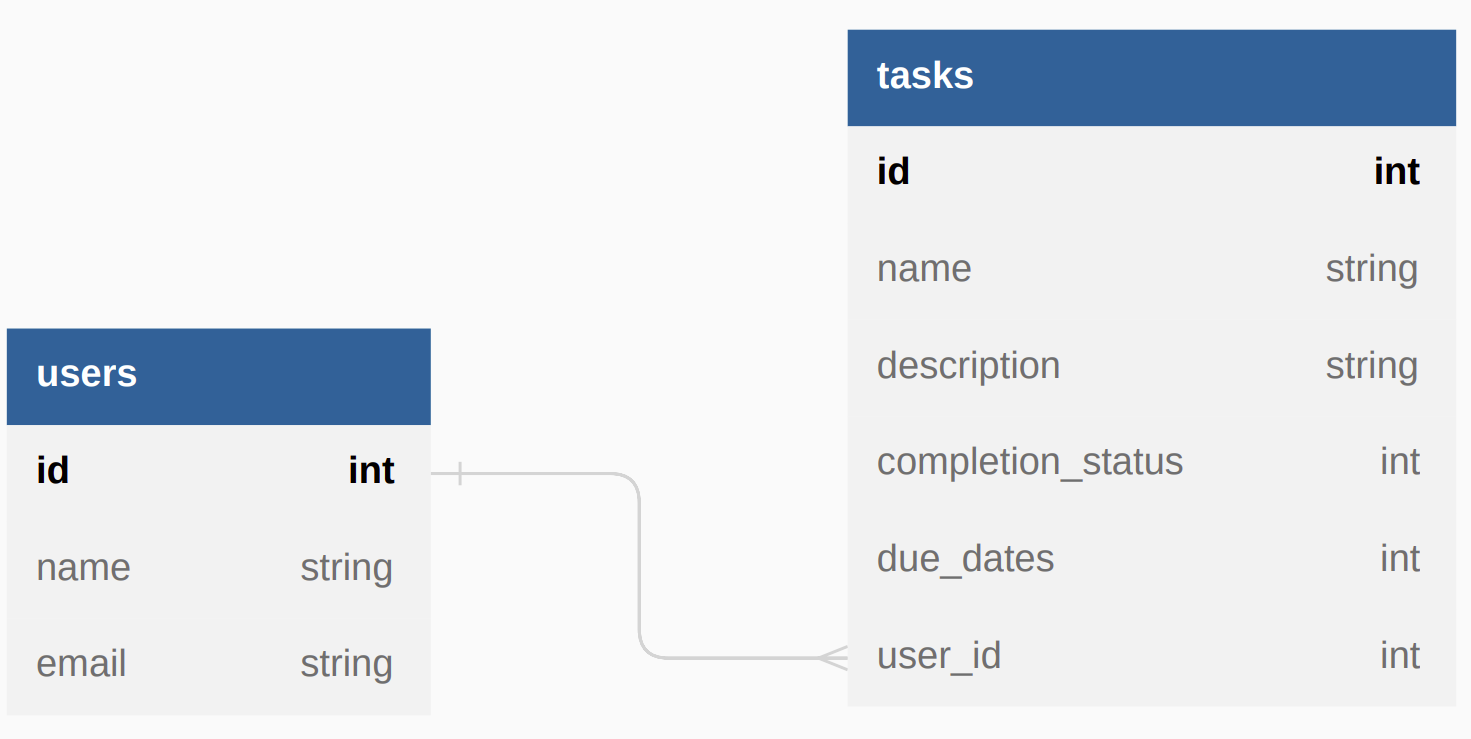 users
id int
name string
email string
tasks
id int
name string
description string
completion_status int
due_dates int
user_id int